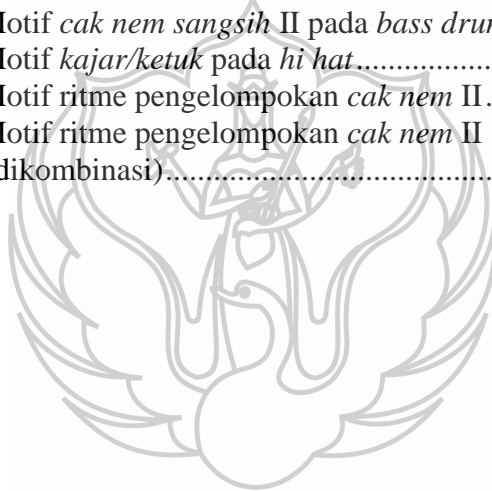 Motif cak nem sangsih II pada bass drum
Motif kajar/ketuk pada hi hat..................
Motif ritme pengelompokan cak nem II..
Motif ritme pengelompokan cak nem II
dikombinasi)......................................